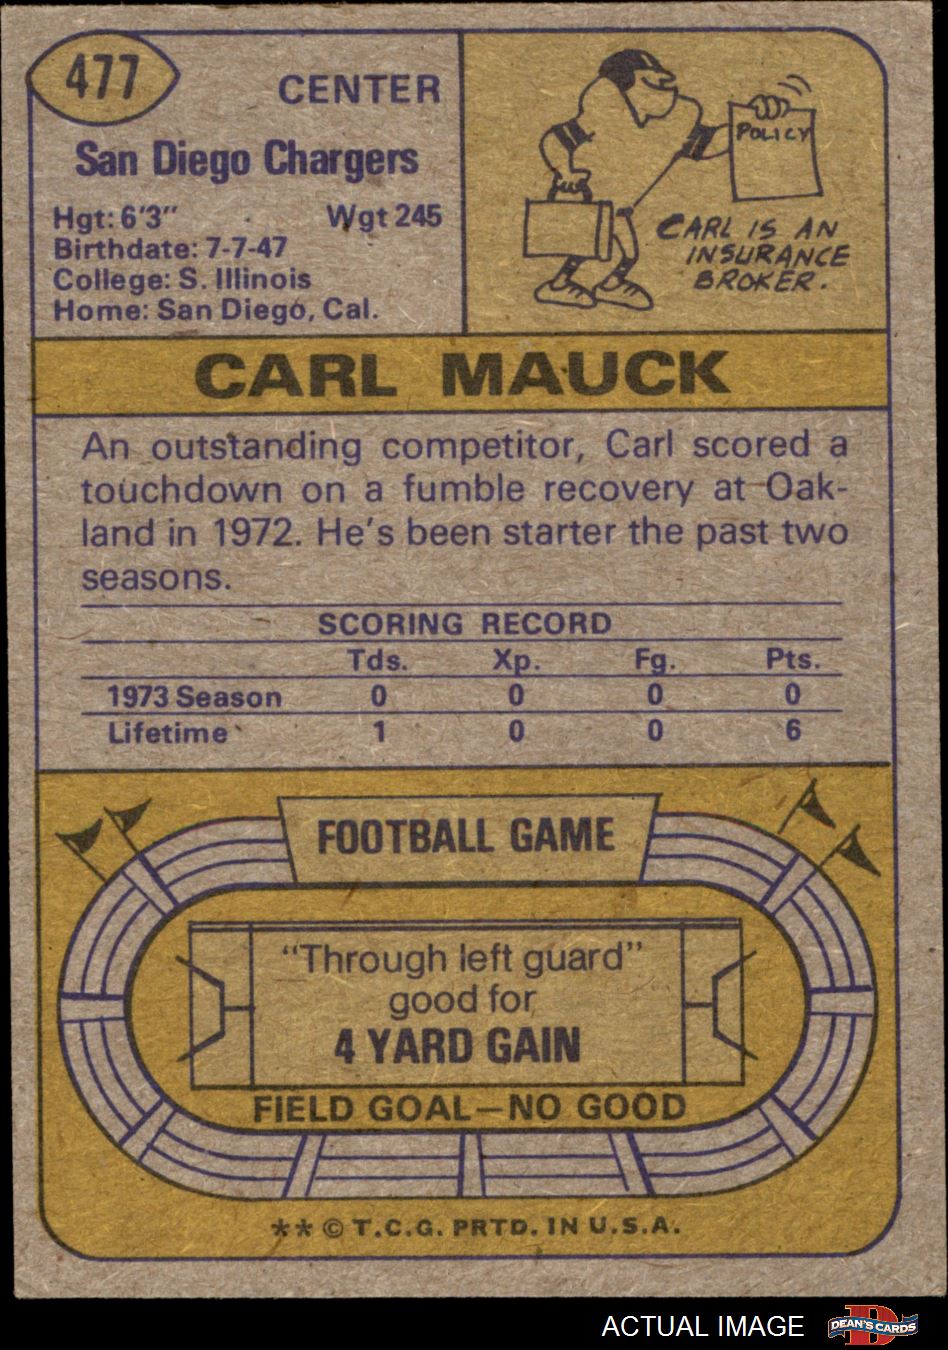 477
CENTER
San Diego Chargers
Hgt: 6'3" Wgt 245
Birthdate: 7-7-47
College: S. Illinois
Home: San Diego, Cal.
POLICY
CARL IS AN
INSURANCE
BROKER.
CARL MAUCK
An outstanding competitor, Carl scored a
touchdown on a fumble recovery at Oak-
land in 1972. He's been starter the past two
seasons.
SCORING RECORD
Tds. Xp. Fg. Pts.
1973 Season 0 0 0 0
Lifetime 1 0 0 6
FOOTBALL GAME
"Through left guard"
good for
4 YARD GAIN
FIELD GOAL—NO GOOD
** © T.C.G. PRTD. IN U.S.A.
ACTUAL IMAGE
DEAN'S CARDS